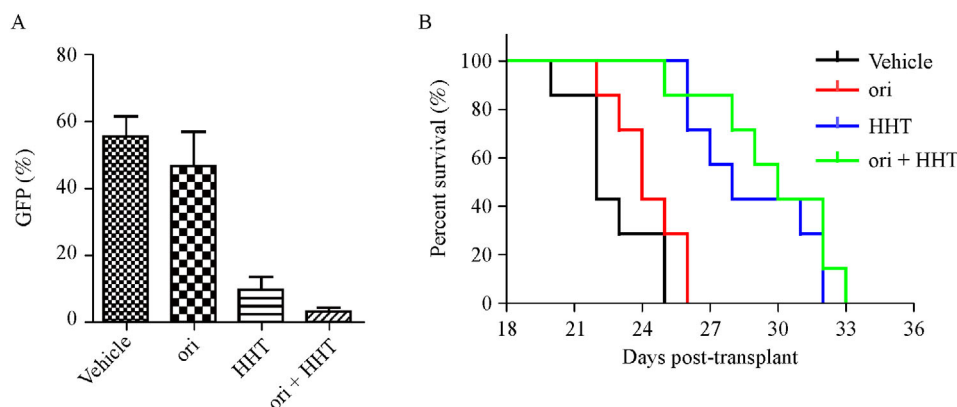 A
80
60
40
20
0
GFP (%)
Vehicle
ori
HHT
ori + HHT
B
100
80
60
40
20
0
Percent survival (%)
18 21 24 27 30 33 36
Days post-transplant
Vehicle
ori
HHT
ori + HHT